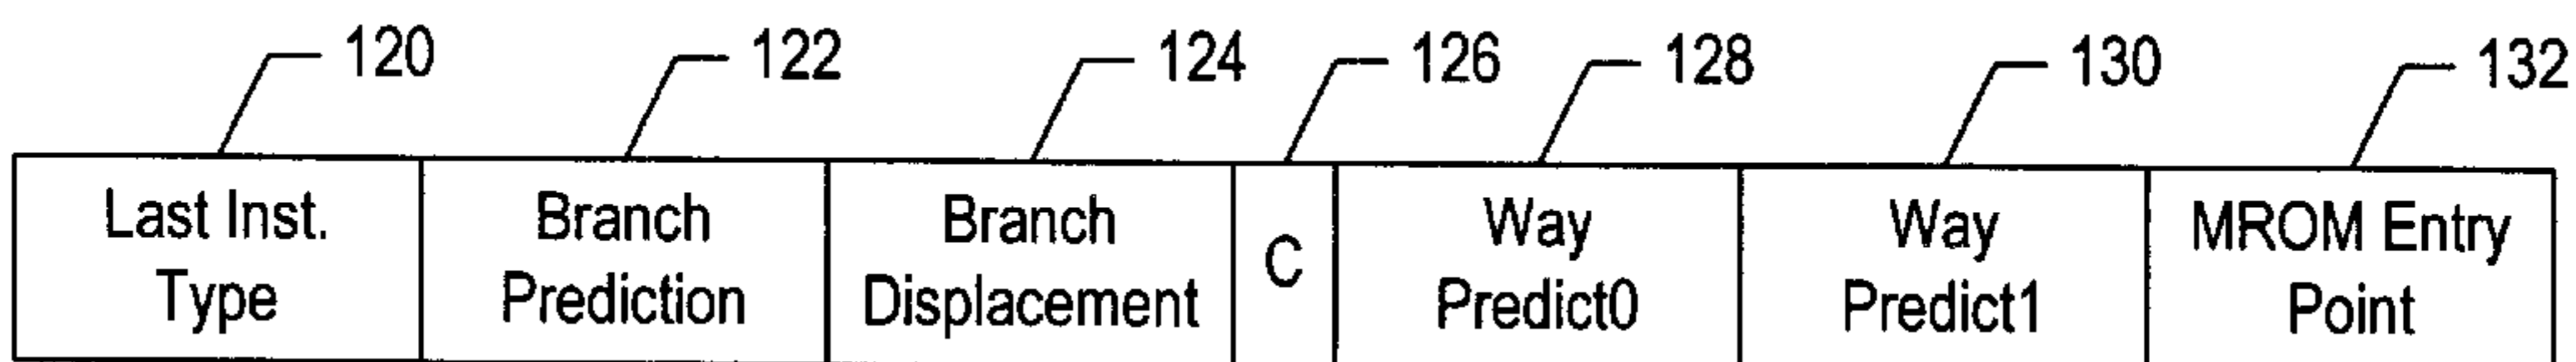 120 122 124 126 128 130 132
Last Inst. Branch Branch C Way Way MROM Entry
Type Prediction Displacement Predict0 Predict1 Point